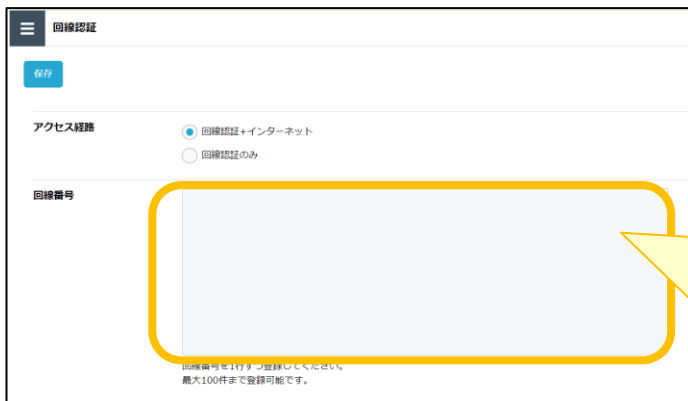 回線認証
保存
アクセス経路
回線認証+インターネット
回線認証のみ
回線番号
回線番号を1行ずつ登録してください。
最大100件まで登録可能です。